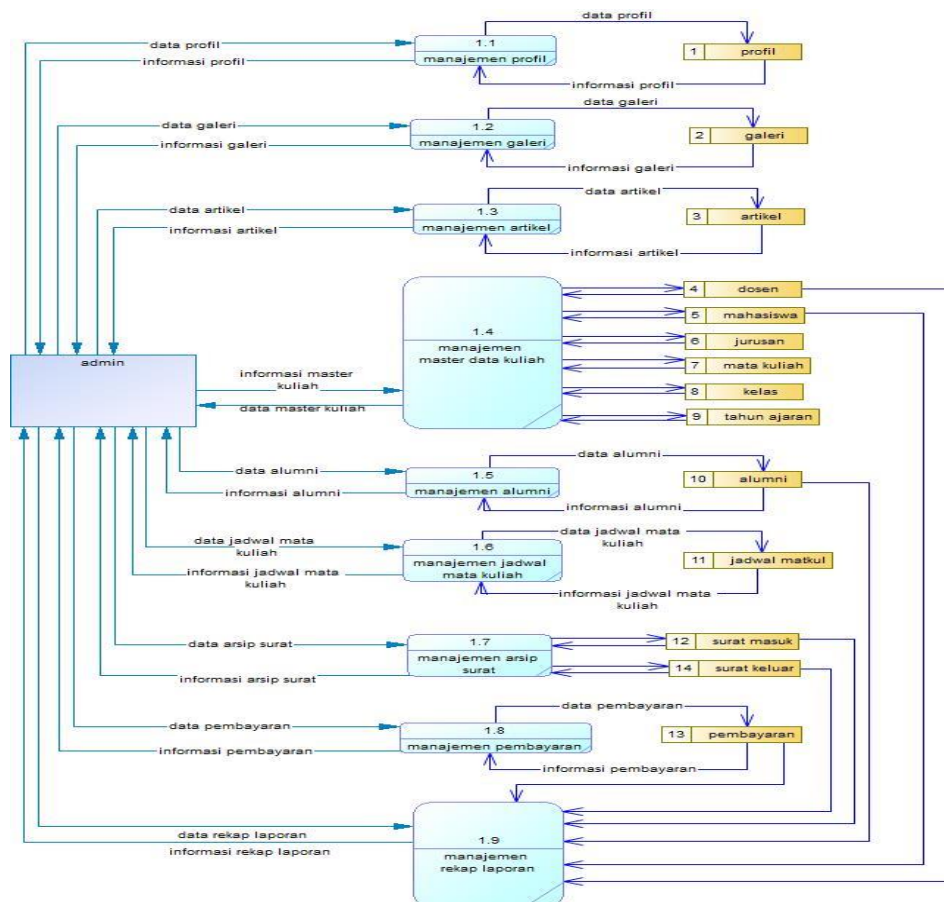 data profil
data profil
1.1
manajemen profil
1 profil
informasi profil
informasi profil
data galeri
data galeri
1.2
manajemen galeri
2 galeri
informasi galeri
informasi galeri
data artikel
data artikel
1.3
manajemen artikel
3 artikel
informasi artikel
informasi artikel
admin
informasi master
kuliah
data master kuliah
1.4
manajemen
master data kuliah
4 dosen
5 mahasiswa
6 jurusan
7 mata kuliah
8 kelas
9 tahun ajaran
data alumni
data alumni
1.5
manajemen alumni
10 alumni
informasi alumni
informasi alumni
data jadwal mata
kuliah
data jadwal mata
kuliah
1.6
manajemen jadwal
mata kuliah
11 jadwal matkul
informasi jadwal mata
kuliah
informasi jadwal mata
kuliah
data arsip surat
1.7
manajemen arsip
surat
12 surat masuk
14 surat keluar
informasi arsip surat
data pembayaran
data pembayaran
1.8
manajemen pembayaran
13 pembayaran
informasi pembayaran
informasi pembayaran
data rekap laporan
informasi rekap laporan
1.9
manajemen
rekap laporan